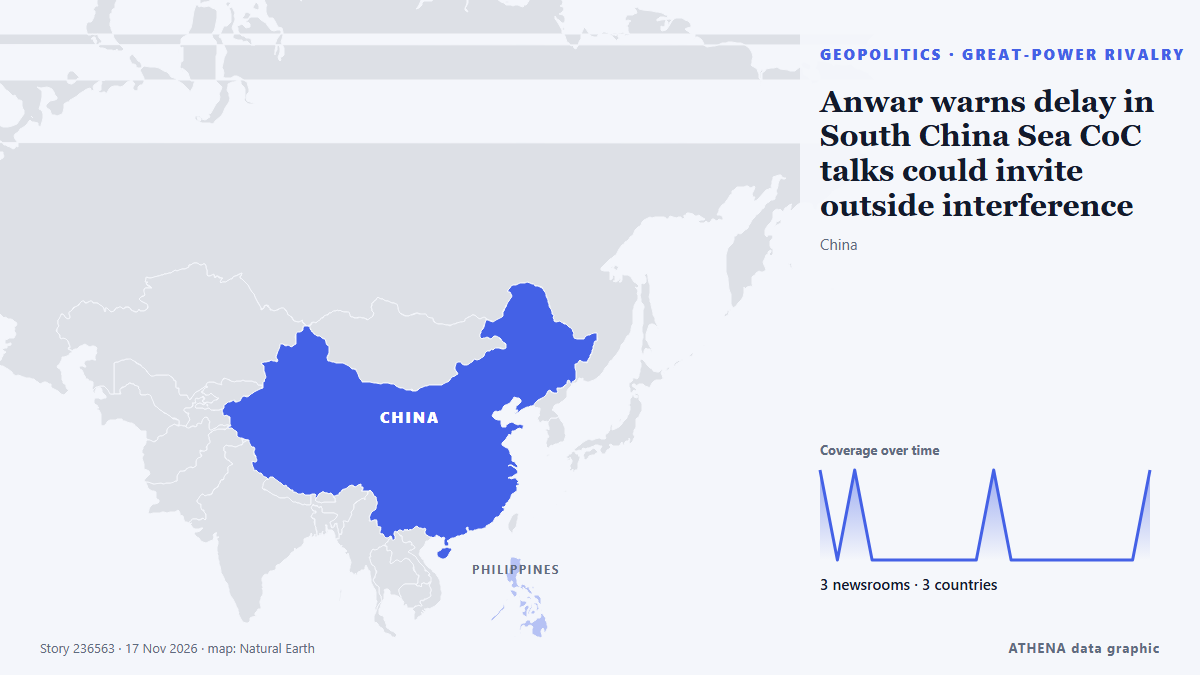 GEOPOLITICS · GREAT-POWER RIVALRY
Anwar warns delay in
South China Sea CoC
talks could invite
outside interference
China
CHINA
PHILIPPINES
Coverage over time
3 newsrooms · 3 countries
Story 236563 · 17 Nov 2026 · map: Natural Earth
ATHENA data graphic